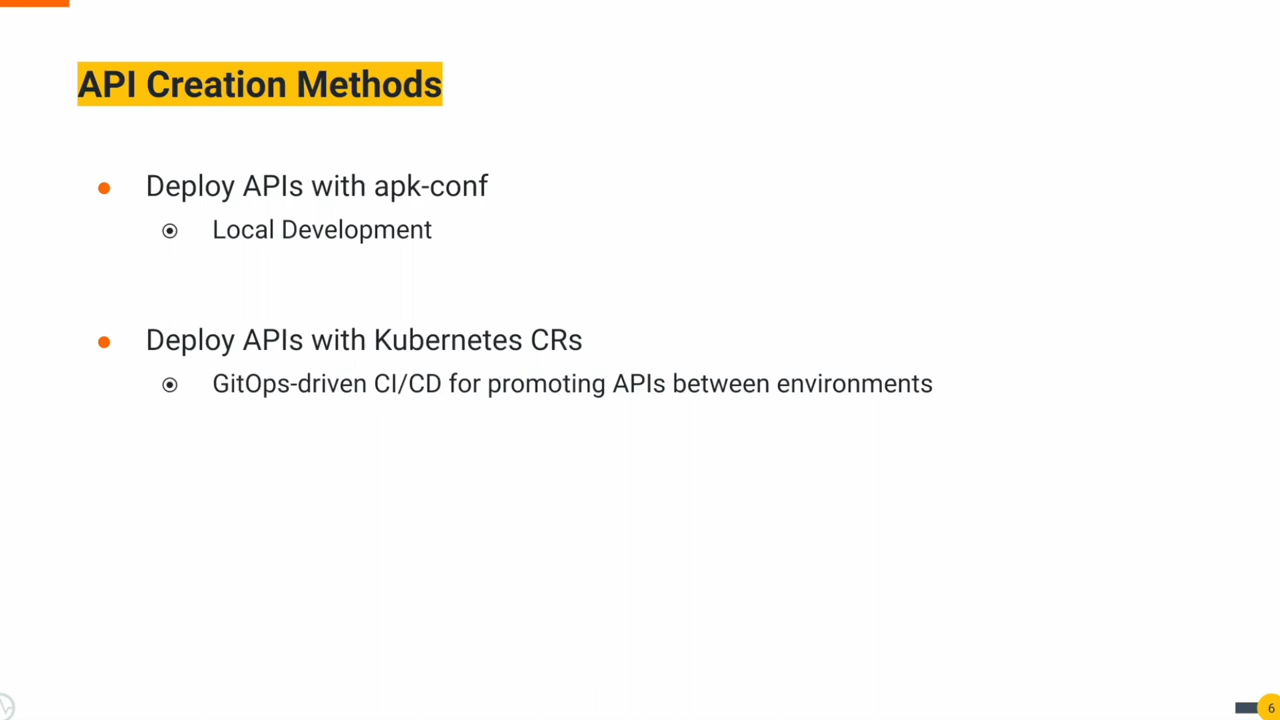 API Creation Methods
Deploy APIs with apk-conf
Local Development
Deploy APIs with Kubernetes CRs
GitOps-driven CI/CD for promoting APIs between environments
6